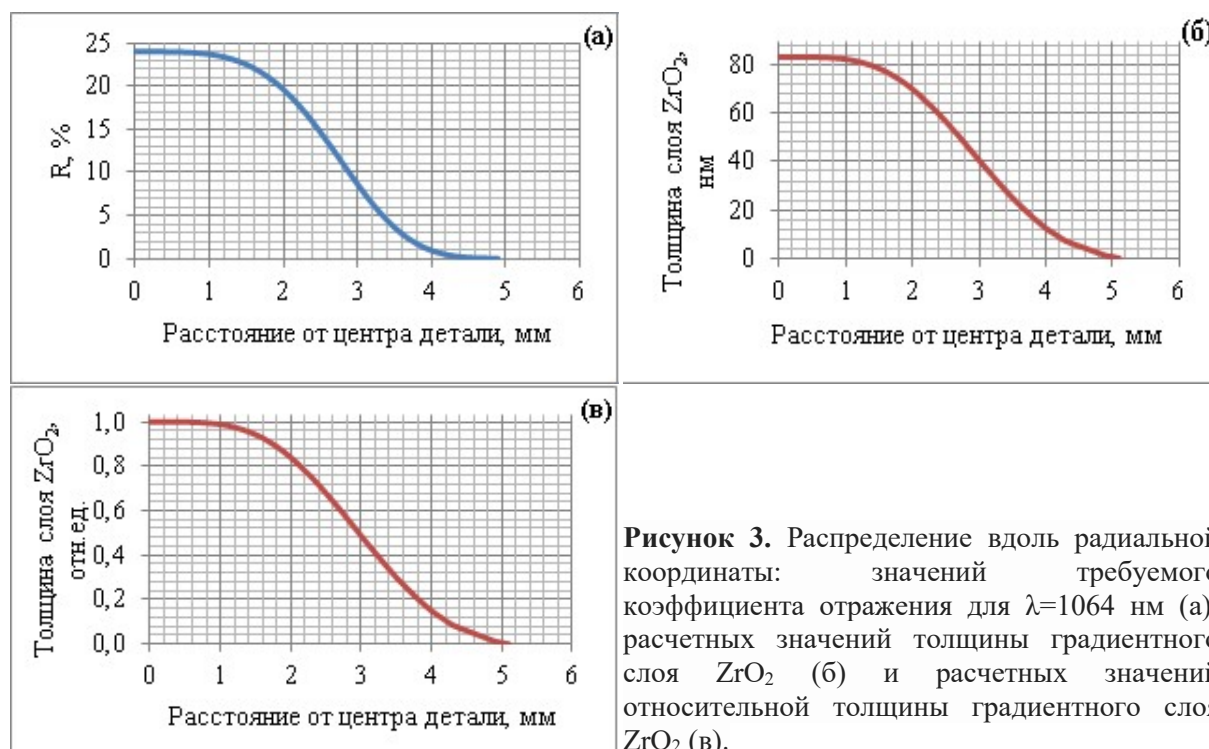 (а)
R, %
25
20
15
10
5
0
0 1 2 3 4 5 6
Расстояние от центра детали, мм
(б)
Толщина слоя ZrO₂,
нм
80
60
40
20
0
0 1 2 3 4 5 6
Расстояние от центра детали, мм
(в)
Толщина слоя ZrO₂,
отн.ед.
1,0
0,8
0,6
0,4
0,2
0,0
0 1 2 3 4 5 6
Расстояние от центра детали, мм
Рисунок 3. Распределение вдоль радиальной
координаты: значений требуемого
коэффициента отражения для λ=1064 нм (а)
расчетных значений толщины градиентного
слоя ZrO₂ (б) и расчетных значений
относительной толщины градиентного слоя
ZrO₂ (в).